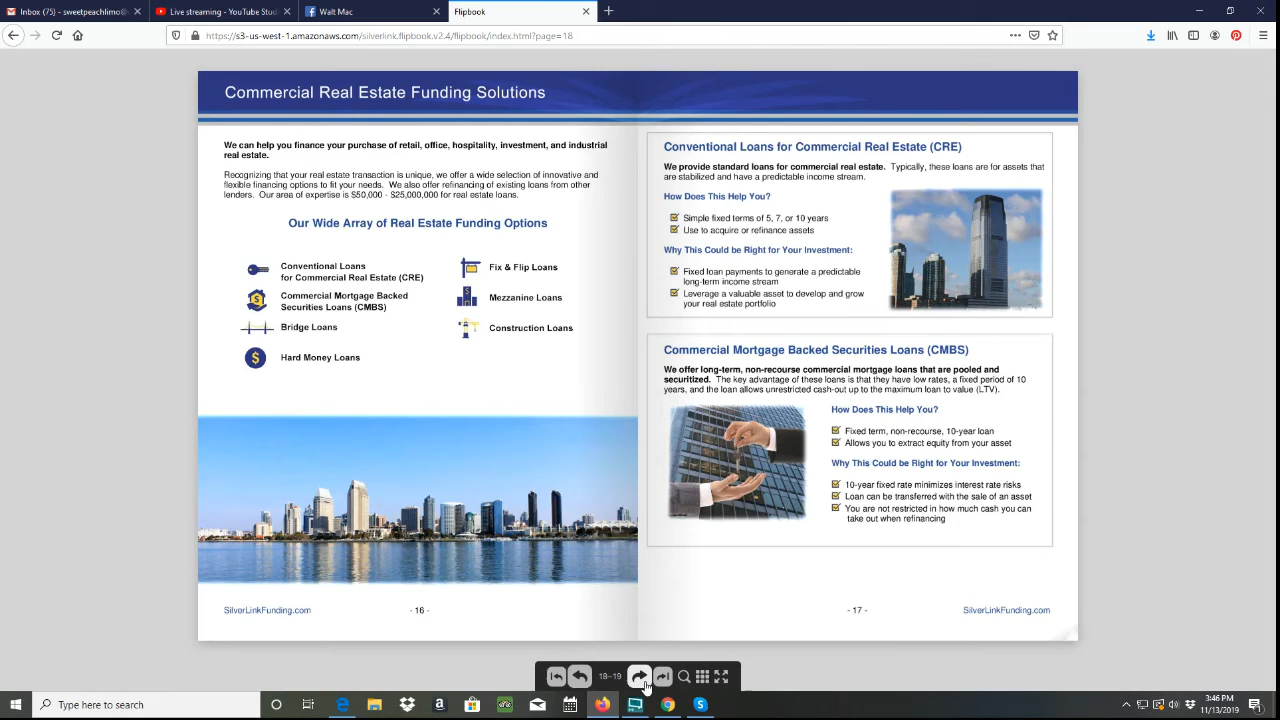 Inbox (75) - sweetpeachlimo@
Live streaming - YouTube Studi
Walt Mac
Flipbook
https://s3-us-west-1.amazonaws.com/silverlink.flipbook.v2.4/flipbook/index.html?page=18
Commercial Real Estate Funding Solutions
We can help you finance your purchase of retail, office, hospitality, investment, and industrial
real estate.
Recognizing that your real estate transaction is unique, we offer a wide selection of innovative and
flexible financing options to fit your needs. We also offer refinancing of existing loans from other
lenders. Our area of expertise is $50,000 - $25,000,000 for real estate loans.
Our Wide Array of Real Estate Funding Options
Conventional Loans
for Commercial Real Estate (CRE)
Commercial Mortgage Backed
Securities Loans (CMBS)
Bridge Loans
Hard Money Loans
Fix & Flip Loans
Mezzanine Loans
Construction Loans
SilverLinkFunding.com
- 16 -
Conventional Loans for Commercial Real Estate (CRE)
We provide standard loans for commercial real estate. Typically, these loans are for assets that
are stabilized and have a predictable income stream.
How Does This Help You?
Simple fixed terms of 5, 7, or 10 years
Use to acquire or refinance assets
Why This Could be Right for Your Investment:
Fixed loan payments to generate a predictable
long-term income stream
Leverage a valuable asset to develop and grow
your real estate portfolio
Commercial Mortgage Backed Securities Loans (CMBS)
We offer long-term, non-recourse commercial mortgage loans that are pooled and
securitized. The key advantage of these loans is that they have low rates, a fixed period of 10
years, and the loan allows unrestricted cash-out up to the maximum loan to value (LTV).
How Does This Help You?
Fixed term, non-recourse, 10-year loan
Allows you to extract equity from your asset
Why This Could be Right for Your Investment:
10-year fixed rate minimizes interest rate risks
Loan can be transferred with the sale of an asset
You are not restricted in how much cash you can
take out when refinancing
- 17 -
SilverLinkFunding.com
18–19
Type here to search
3:46 PM
11/13/2019